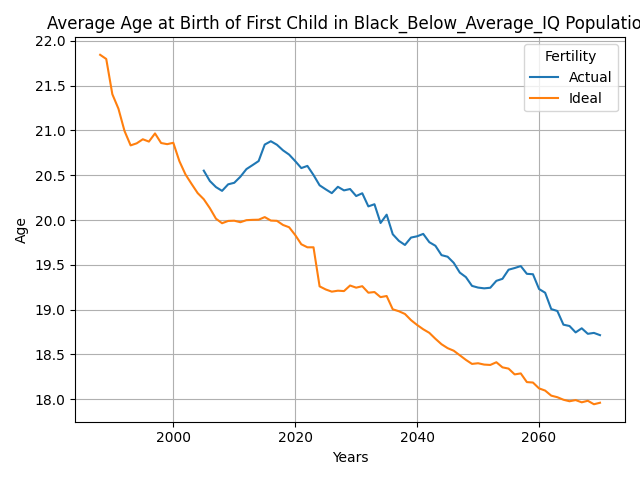 Average Age at Birth of First Child in Black_Below_Average_IQ Populatio
22.0
21.5
21.0
20.5
20.0
19.5
19.0
18.5
18.0
Age
Fertility
Actual
Ideal
2000 2020 2040 2060
Years